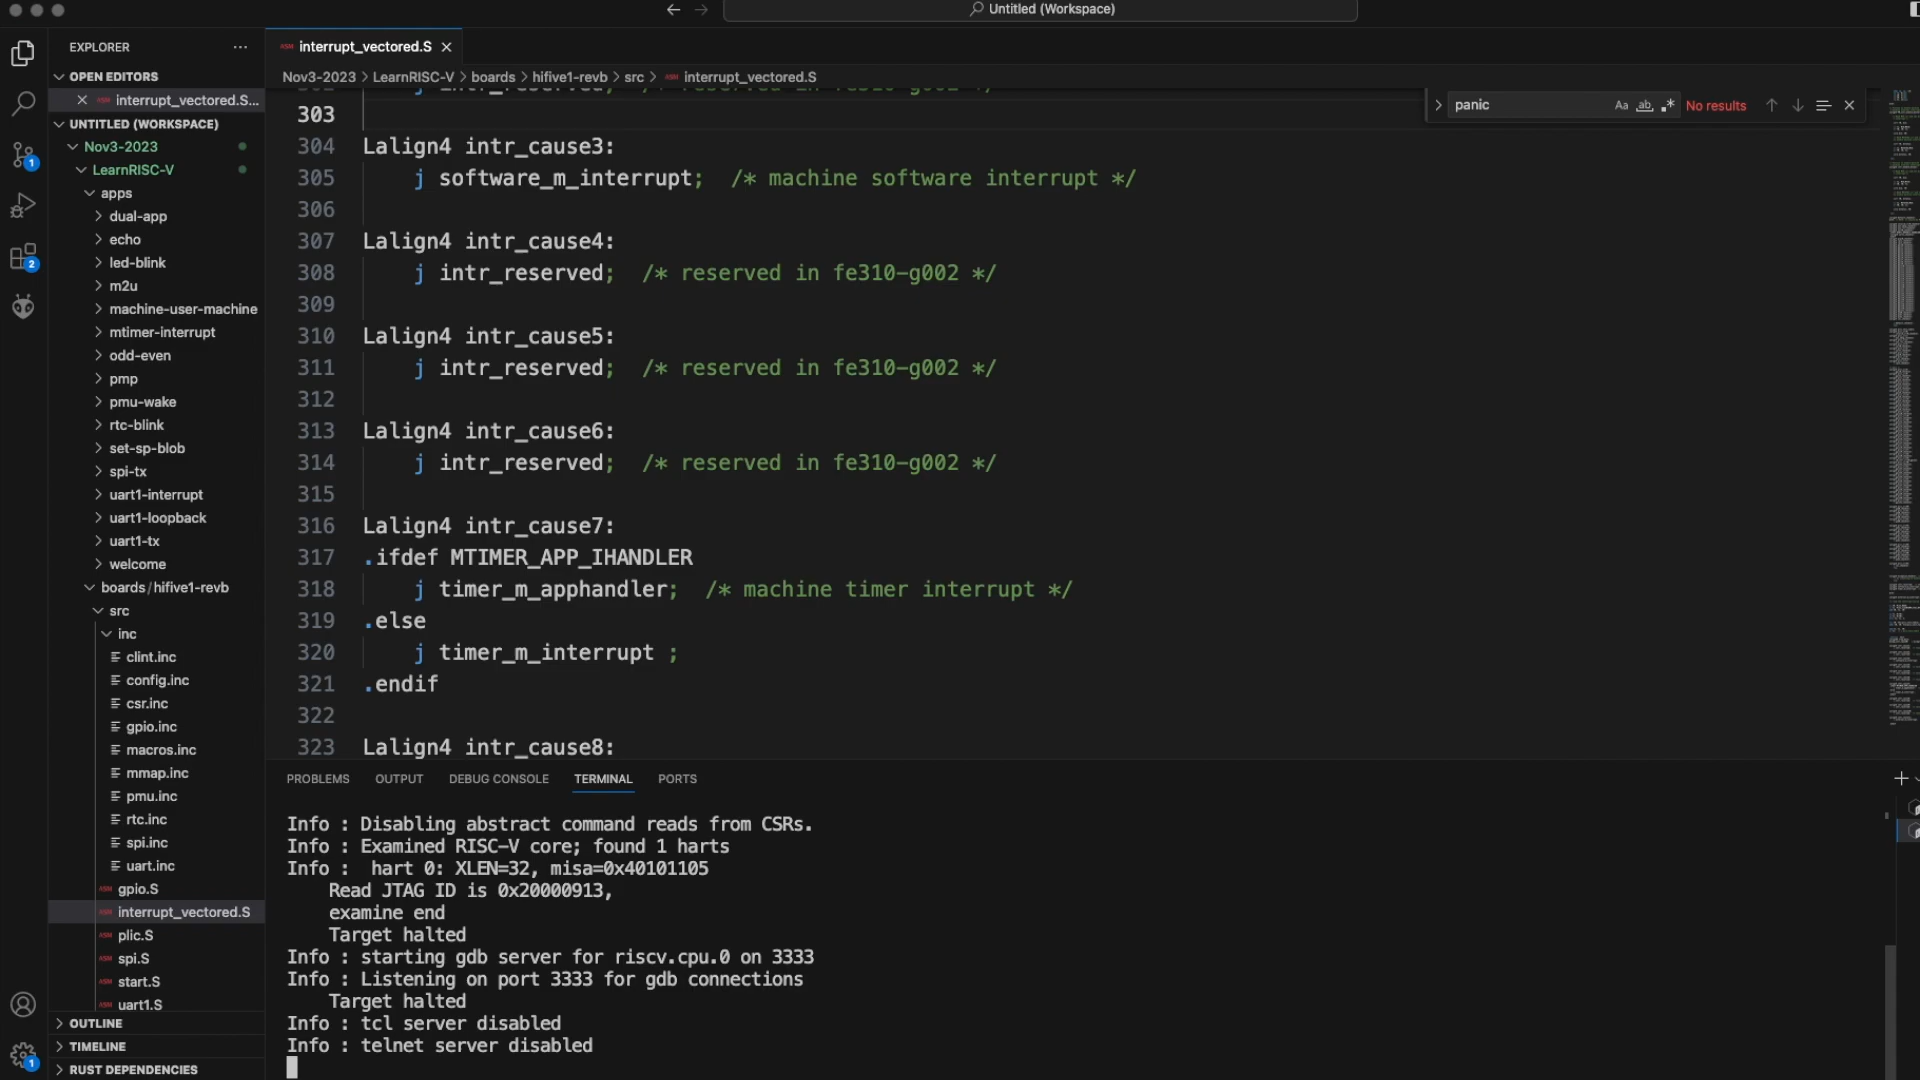 Untitled (Workspace)
EXPLORER
OPEN EDITORS
interrupt_vectored.S...
UNTITLED (WORKSPACE)
Nov3-2023
LearnRISC-V
apps
dual-app
echo
led-blink
m2u
machine-user-machine
mtimer-interrupt
odd-even
pmp
pmu-wake
rtc-blink
set-sp-blob
spi-tx
uart1-interrupt
uart1-loopback
uart1-tx
welcome
boards/hifive1-revb
src
inc
clint.inc
config.inc
csr.inc
gpio.inc
macros.inc
mmap.inc
pmu.inc
rtc.inc
spi.inc
uart.inc
gpio.S
interrupt_vectored.S
plic.S
spi.S
start.S
uart1.S
OUTLINE
TIMELINE
RUST DEPENDENCIES
1
2
1
interrupt_vectored.S
Nov3-2023 > LearnRISC-V > boards > hifive1-revb > src > interrupt_vectored.S
panic Aa ab .* No results
303
304 Lalign4 intr_cause3:
305 j software_m_interrupt; /* machine software interrupt */
306
307 Lalign4 intr_cause4:
308 j intr_reserved; /* reserved in fe310-g002 */
309
310 Lalign4 intr_cause5:
311 j intr_reserved; /* reserved in fe310-g002 */
312
313 Lalign4 intr_cause6:
314 j intr_reserved; /* reserved in fe310-g002 */
315
316 Lalign4 intr_cause7:
317 .ifdef MTIMER_APP_IHANDLER
318 j timer_m_apphandler; /* machine timer interrupt */
319 .else
320 j timer_m_interrupt ;
321 .endif
322
323 Lalign4 intr_cause8:
PROBLEMS OUTPUT DEBUG CONSOLE TERMINAL PORTS
Info : Disabling abstract command reads from CSRs.
Info : Examined RISC-V core; found 1 harts
Info :  hart 0: XLEN=32, misa=0x40101105
Read JTAG ID is 0x20000913,
examine end
Target halted
Info : starting gdb server for riscv.cpu.0 on 3333
Info : Listening on port 3333 for gdb connections
Target halted
Info : tcl server disabled
Info : telnet server disabled